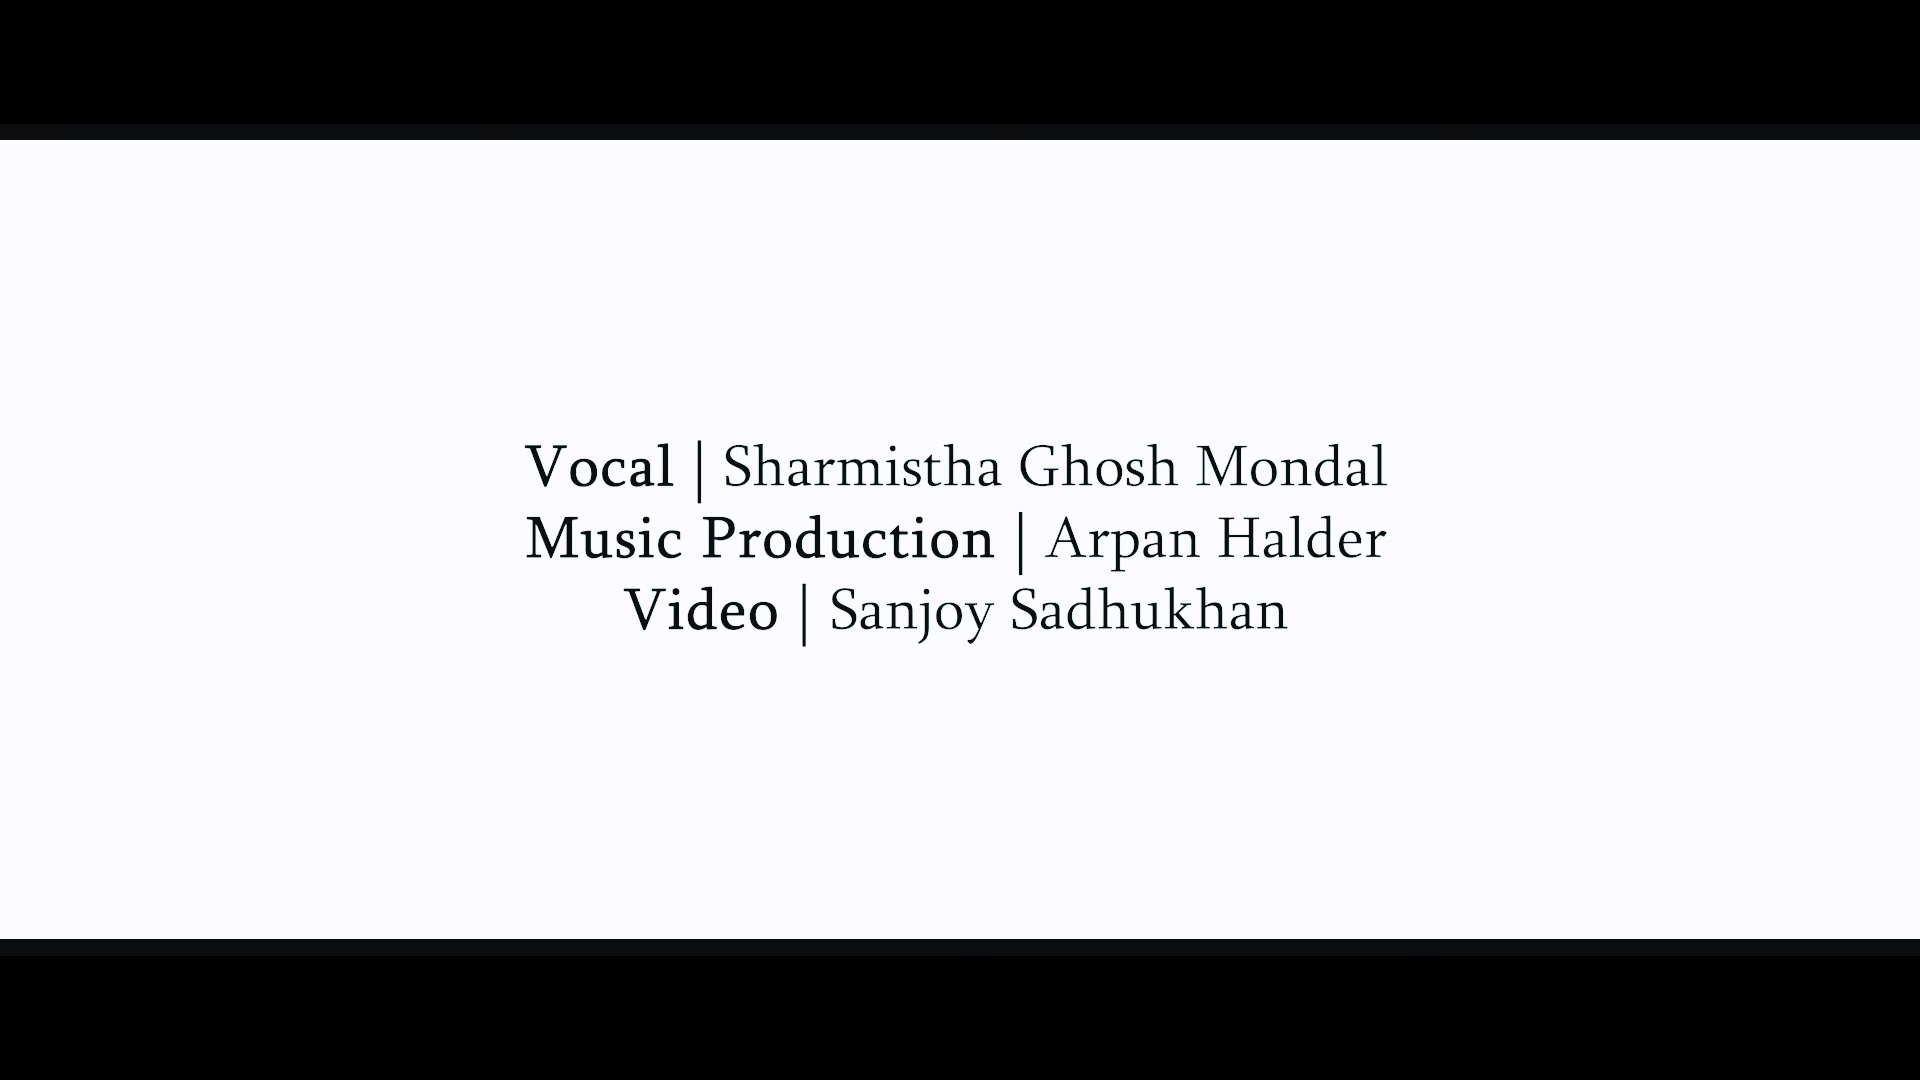 Vocal | Sharmistha Ghosh Mondal
Music Production | Arpan Halder
Video | Sanjoy Sadhukhan